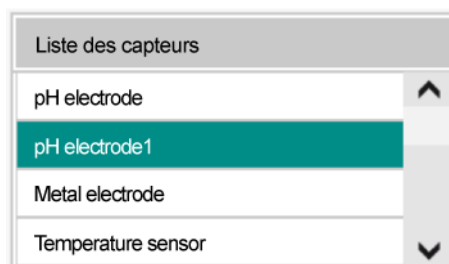 Liste des capteurs
pH electrode
pH electrode1
Metal electrode
Temperature sensor